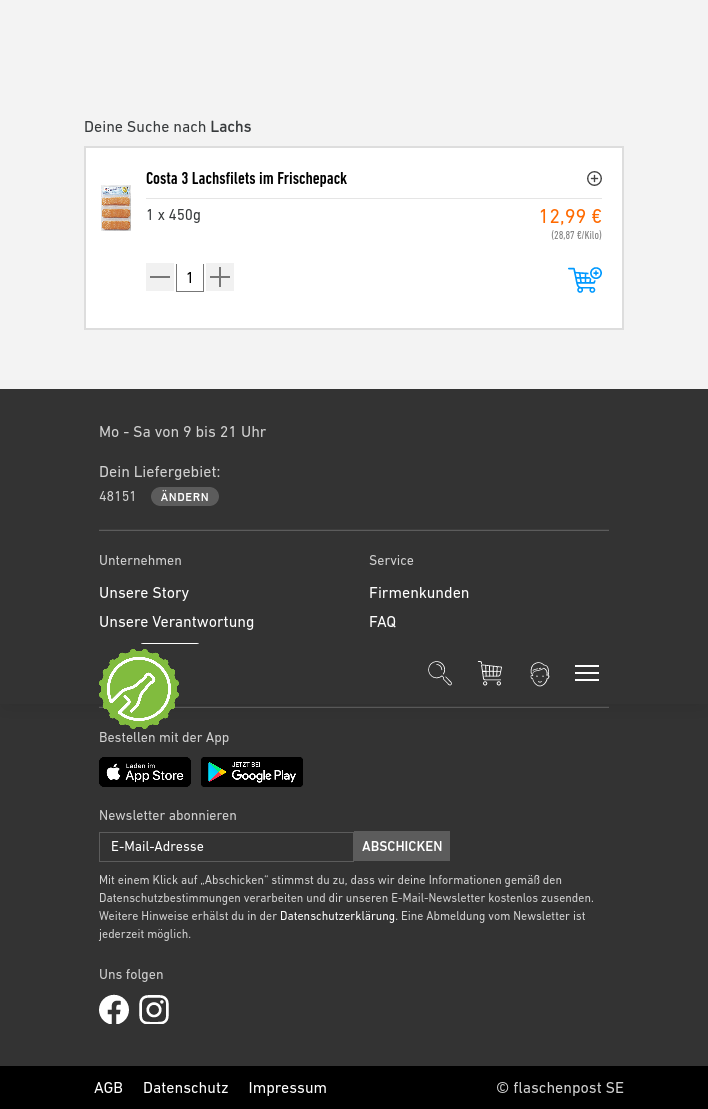 Deine Suche nach Lachs
Costa 3 Lachsfilets im Frischepack
1 x 450g
12,99 €
(28,87 €/Kilo)
1
Mo - Sa von 9 bis 21 Uhr
Dein Liefergebiet:
48151 ÄNDERN
Unternehmen
Unsere Story
Unsere Verantwortung
Service
Firmenkunden
FAQ
Bestellen mit der App
Laden im
App Store
JETZT BEI
Google Play
Newsletter abonnieren
E-Mail-Adresse ABSCHICKEN
Mit einem Klick auf „Abschicken“ stimmst du zu, dass wir deine Informationen gemäß den
Datenschutzbestimmungen verarbeiten und dir unseren E-Mail-Newsletter kostenlos zusenden.
Weitere Hinweise erhälst du in der Datenschutzerklärung. Eine Abmeldung vom Newsletter ist
jederzeit möglich.
Uns folgen
AGB Datenschutz Impressum © flaschenpost SE